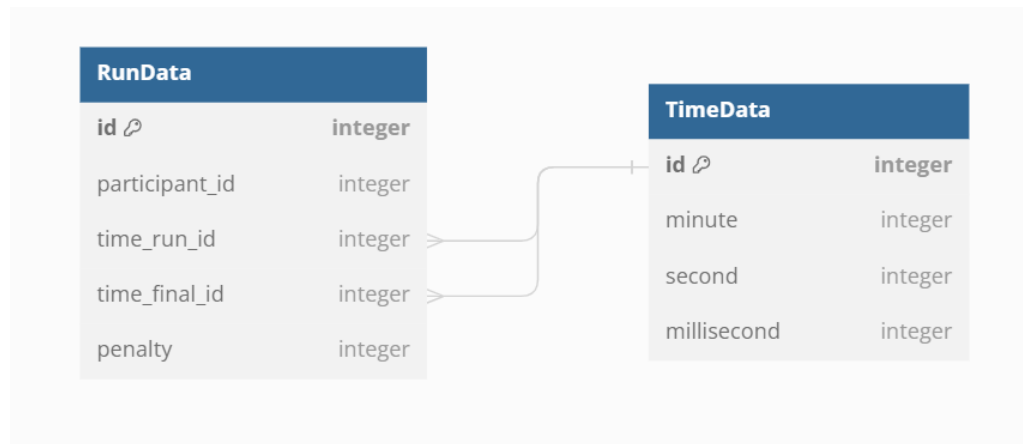 RunData
id integer
participant_id integer
time_run_id integer
time_final_id integer
penalty integer
TimeData
id integer
minute integer
second integer
millisecond integer